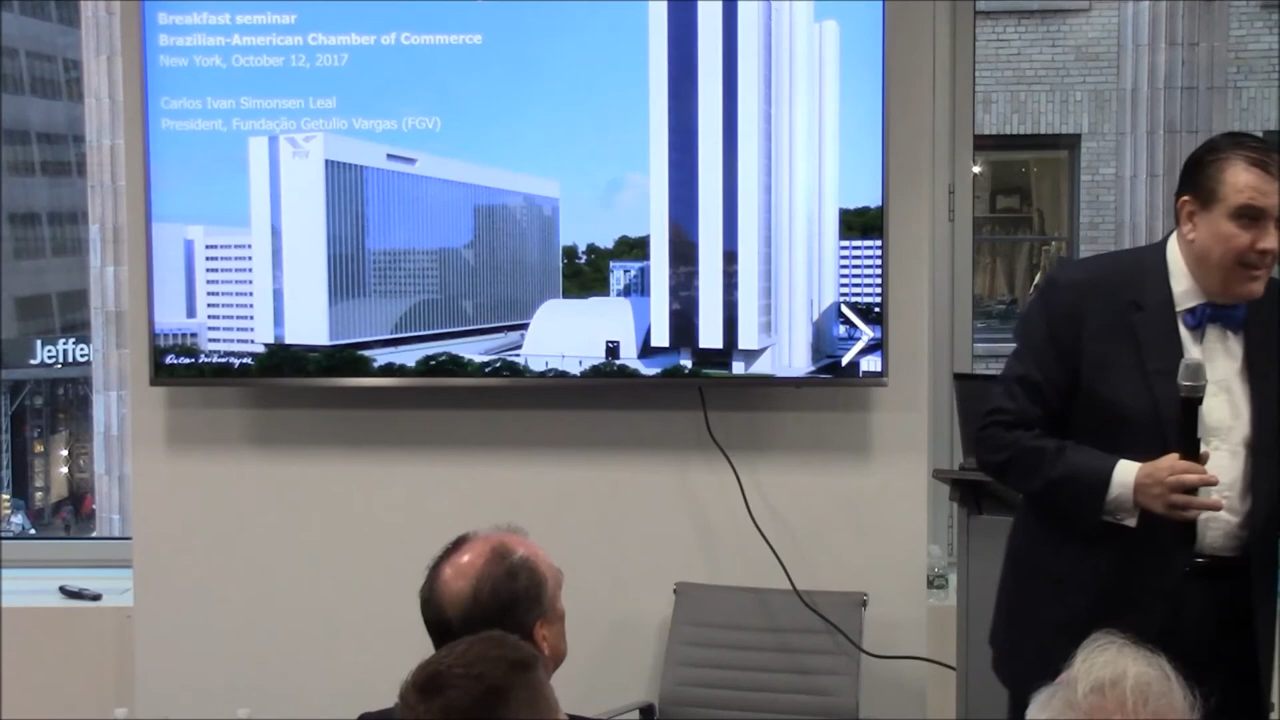 Breakfast seminar
Brazilian-American Chamber of Commerce
New York, October 12, 2017
Carlos Ivan Simonsen Leal
President, Fundação Getulio Vargas (FGV)
FGV
Jeffer